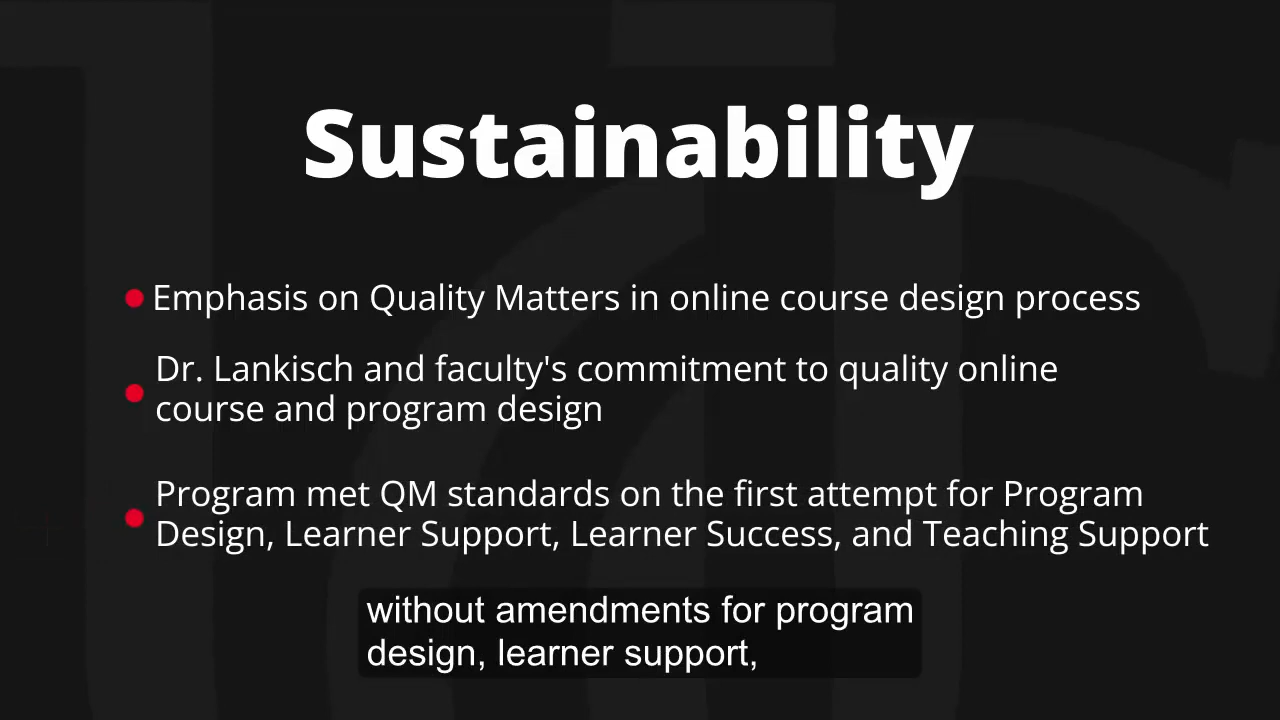 Sustainability
Emphasis on Quality Matters in online course design process
Dr. Lankisch and faculty's commitment to quality online
course and program design
Program met QM standards on the first attempt for Program
Design, Learner Support, Learner Success, and Teaching Support
without amendments for program
design, learner support,